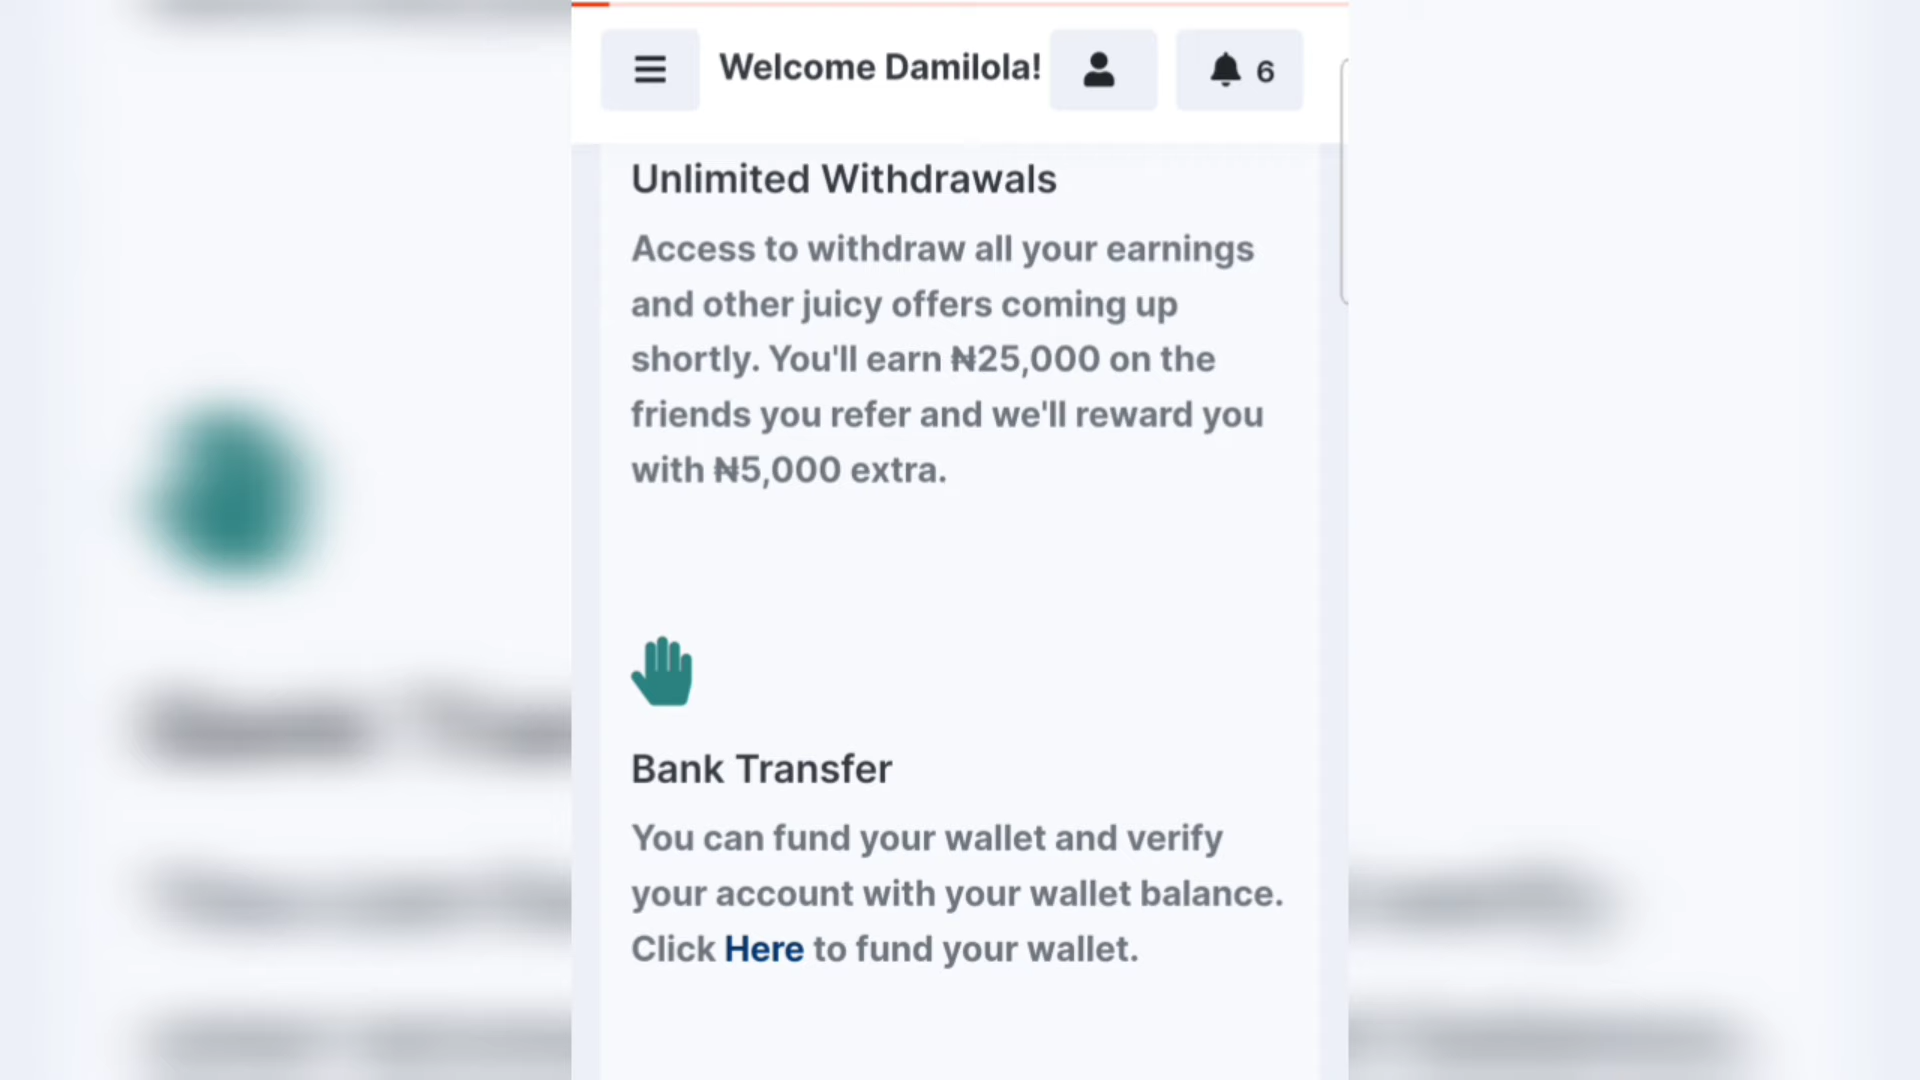 Welcome Damilola!
6
Unlimited Withdrawals
Access to withdraw all your earnings
and other juicy offers coming up
shortly. You'll earn ₦25,000 on the
friends you refer and we'll reward you
with ₦5,000 extra.
Bank Transfer
You can fund your wallet and verify
your account with your wallet balance.
Click Here to fund your wallet.